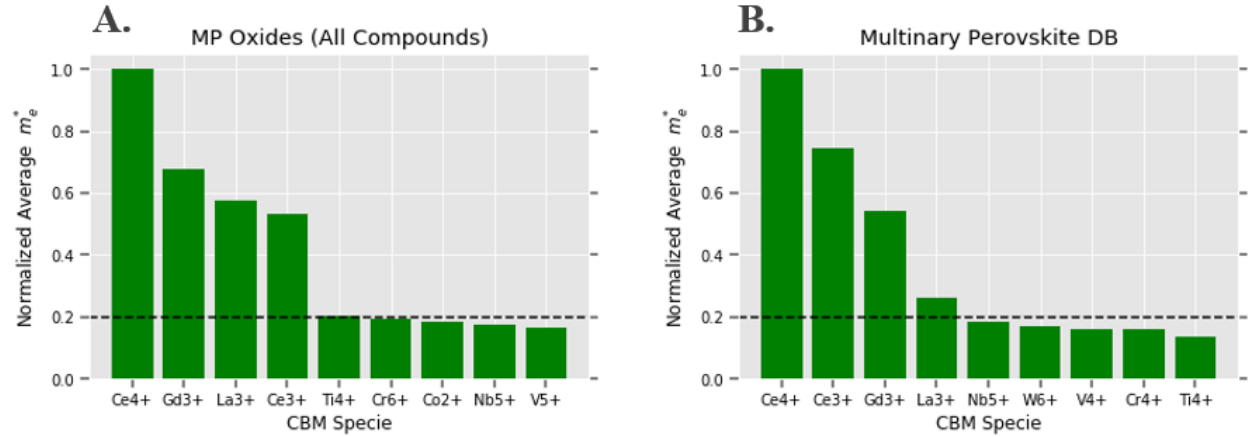 A.
MP Oxides (All Compounds)
Normalized Average m*e
1.0
0.8
0.6
0.4
0.2
0.0
Ce4+ Gd3+ La3+ Ce3+ Ti4+ Cr6+ Co2+ Nb5+ V5+
CBM Specie
B.
Multinary Perovskite DB
Normalized Average m*e
1.0
0.8
0.6
0.4
0.2
0.0
Ce4+ Ce3+ Gd3+ La3+ Nb5+ W6+ V4+ Cr4+ Ti4+
CBM Specie